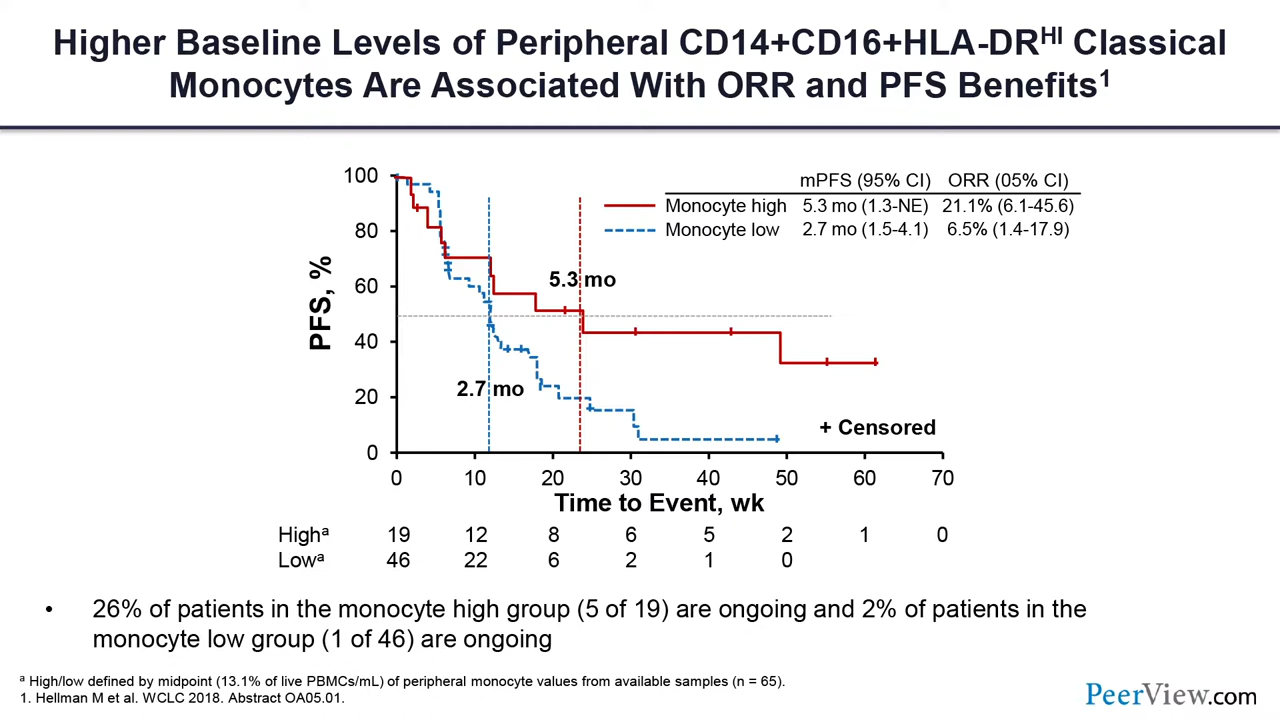 Higher Baseline Levels of Peripheral CD14+CD16+HLA-DRHI Classical
Monocytes Are Associated With ORR and PFS Benefits1
mPFS (95% CI) ORR (05% CI)
Monocyte high 5.3 mo (1.3-NE) 21.1% (6.1-45.6)
Monocyte low 2.7 mo (1.5-4.1) 6.5% (1.4-17.9)
PFS, %
100
80
60
40
20
0
5.3 mo
2.7 mo
+ Censored
0 10 20 30 40 50 60 70
Time to Event, wk
Higha 19 12 8 6 5 2 1 0
Lowa 46 22 6 2 1 0
• 26% of patients in the monocyte high group (5 of 19) are ongoing and 2% of patients in the
monocyte low group (1 of 46) are ongoing
a High/low defined by midpoint (13.1% of live PBMCs/mL) of peripheral monocyte values from available samples (n = 65).
1. Hellman M et al. WCLC 2018. Abstract OA05.01.
PeerView.com